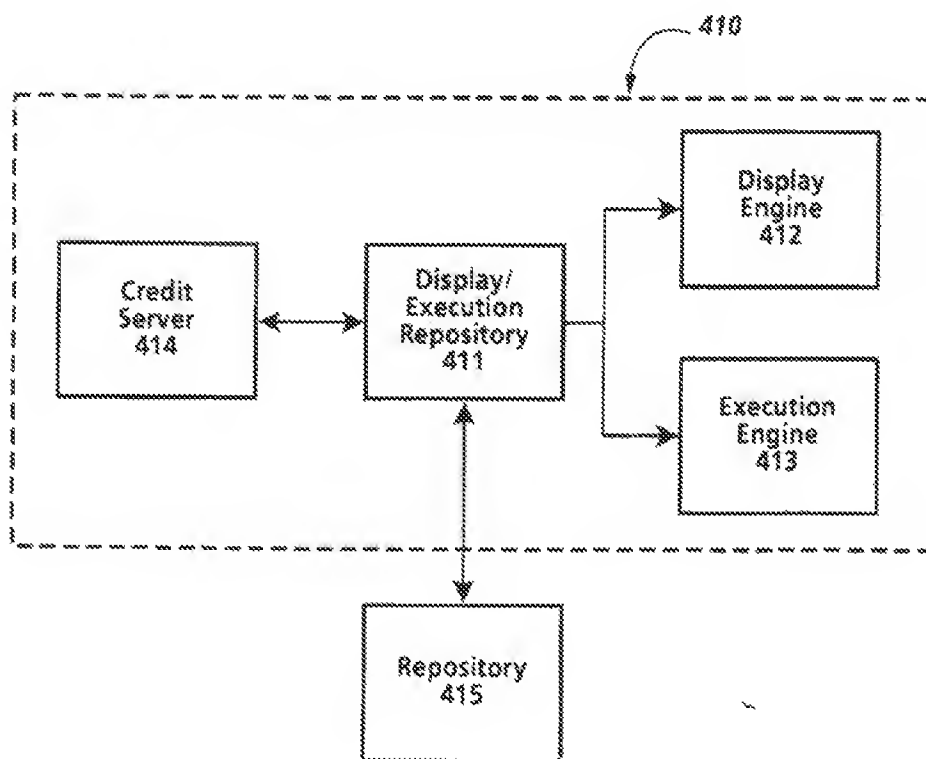 410
Display
Engine
412
Credit
Server
414
Display/
Execution
Repository
411
Execution
Engine
413
Repository
415